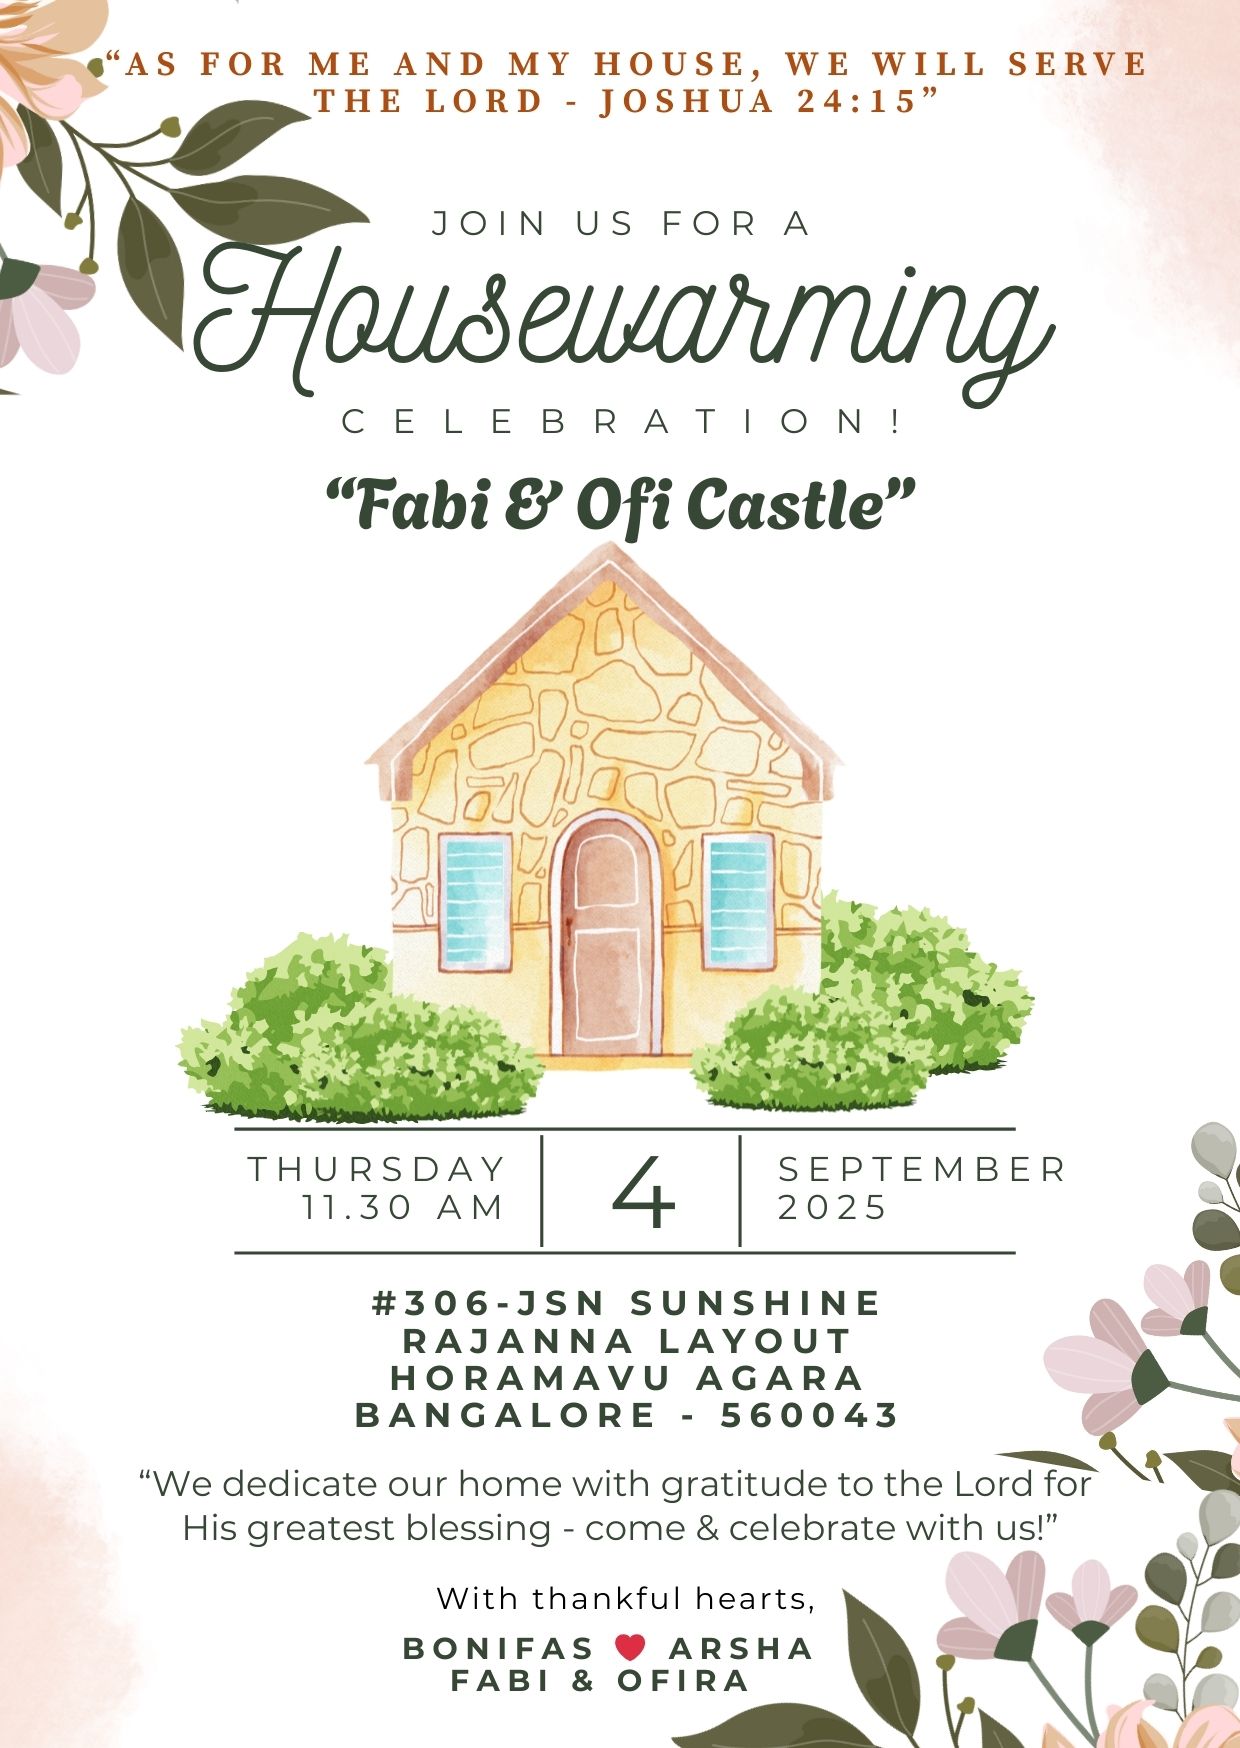 “AS FOR ME AND MY HOUSE, WE WILL SERVE
THE LORD - JOSHUA 24:15”
JOIN US FOR A
Housewarming
CELEBRATION!
“Fabi & Ofi Castle”
THURSDAY
11.30 AM
4
SEPTEMBER
2025
#306-JSN SUNSHINE
RAJANNA LAYOUT
HORAMAVU AGARA
BANGALORE - 560043
“We dedicate our home with gratitude to the Lord for
His greatest blessing - come & celebrate with us!”
With thankful hearts,
BONIFAS ❤ ARSHA
FABI & OFIRA